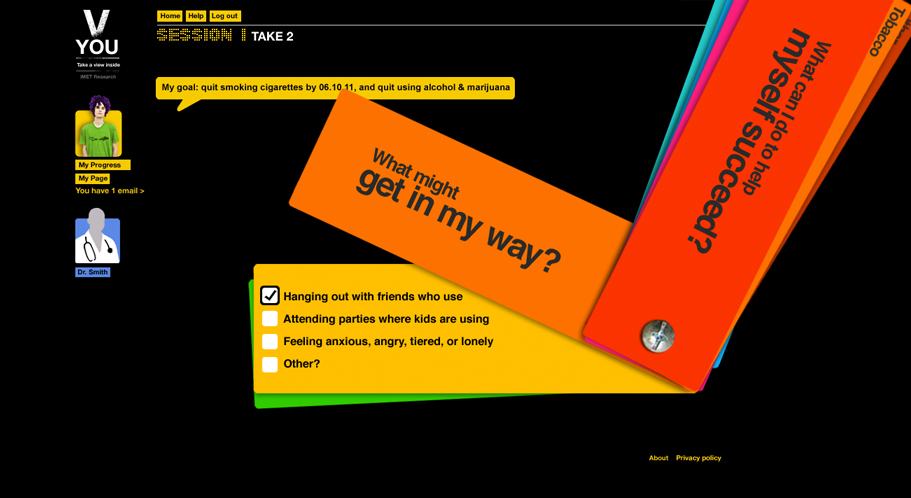 V
YOU
Take a view inside
iMET Research
Home Help Log out
SESSION 1 TAKE 2
My goal: quit smoking cigarettes by 06.10.11, and quit using alcohol & marijuana
My Progress
My Page
You have 1 email >
Dr. Smith
What might
get in my way?
What can I do to help
myself succeed?
Tobacco
Hanging out with friends who use
Attending parties where kids are using
Feeling anxious, angry, tiered, or lonely
Other?
About Privacy policy